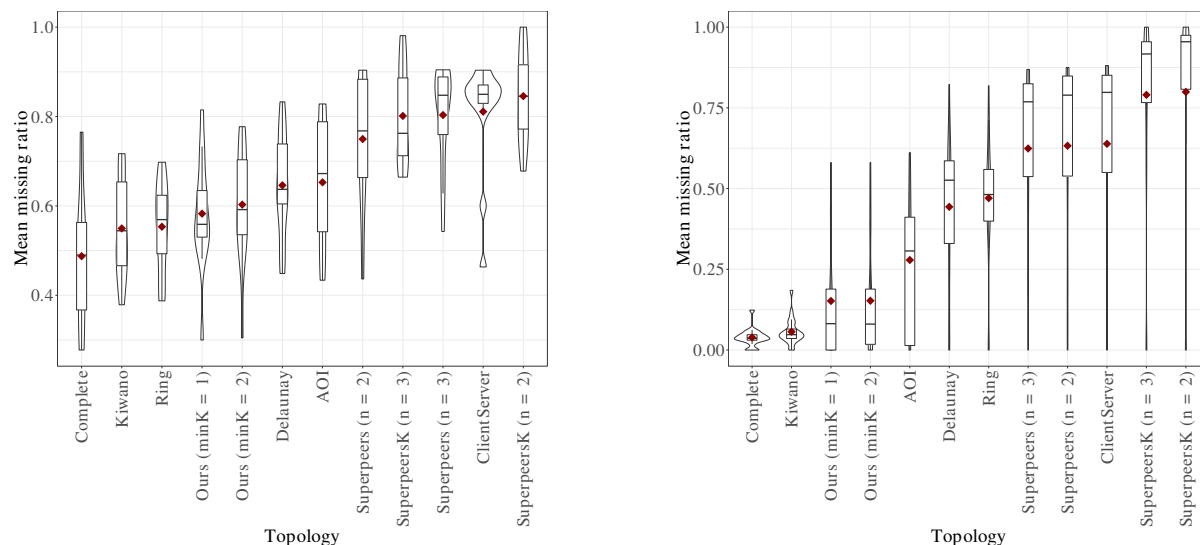 Mean missing ratio
1.0
0.8
0.6
0.4
Complete
Kiwano
Ring
Ours (minK = 1)
Ours (minK = 2)
Delaunay
AOI
Superpeers (n = 2)
SuperpeersK (n = 3)
Superpeers (n = 3)
ClientServer
SuperpeersK (n = 2)
Topology
Mean missing ratio
1.00
0.75
0.50
0.25
0.00
Complete
Kiwano
Ours (minK = 1)
Ours (minK = 2)
AOI
Delaunay
Ring
Superpeers (n = 3)
Superpeers (n = 2)
ClientServer
SuperpeersK (n = 3)
SuperpeersK (n = 2)
Topology